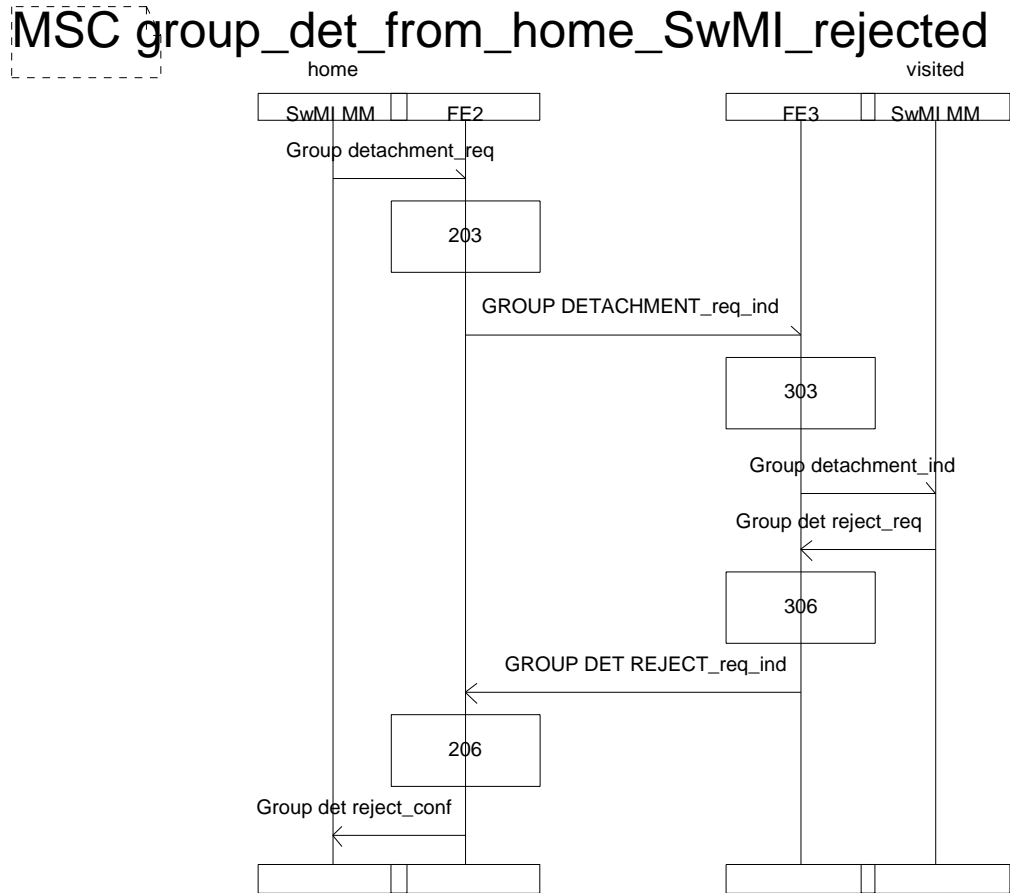 MSC group_det_from_home_SwMI_rejected
home visited
SwMI MM FE2 FE3 SwMI MM
Group detachment_req
203
GROUP DETACHMENT_req_ind
303
Group detachment_ind
Group det reject_req
306
GROUP DET REJECT_req_ind
206
Group det reject_conf